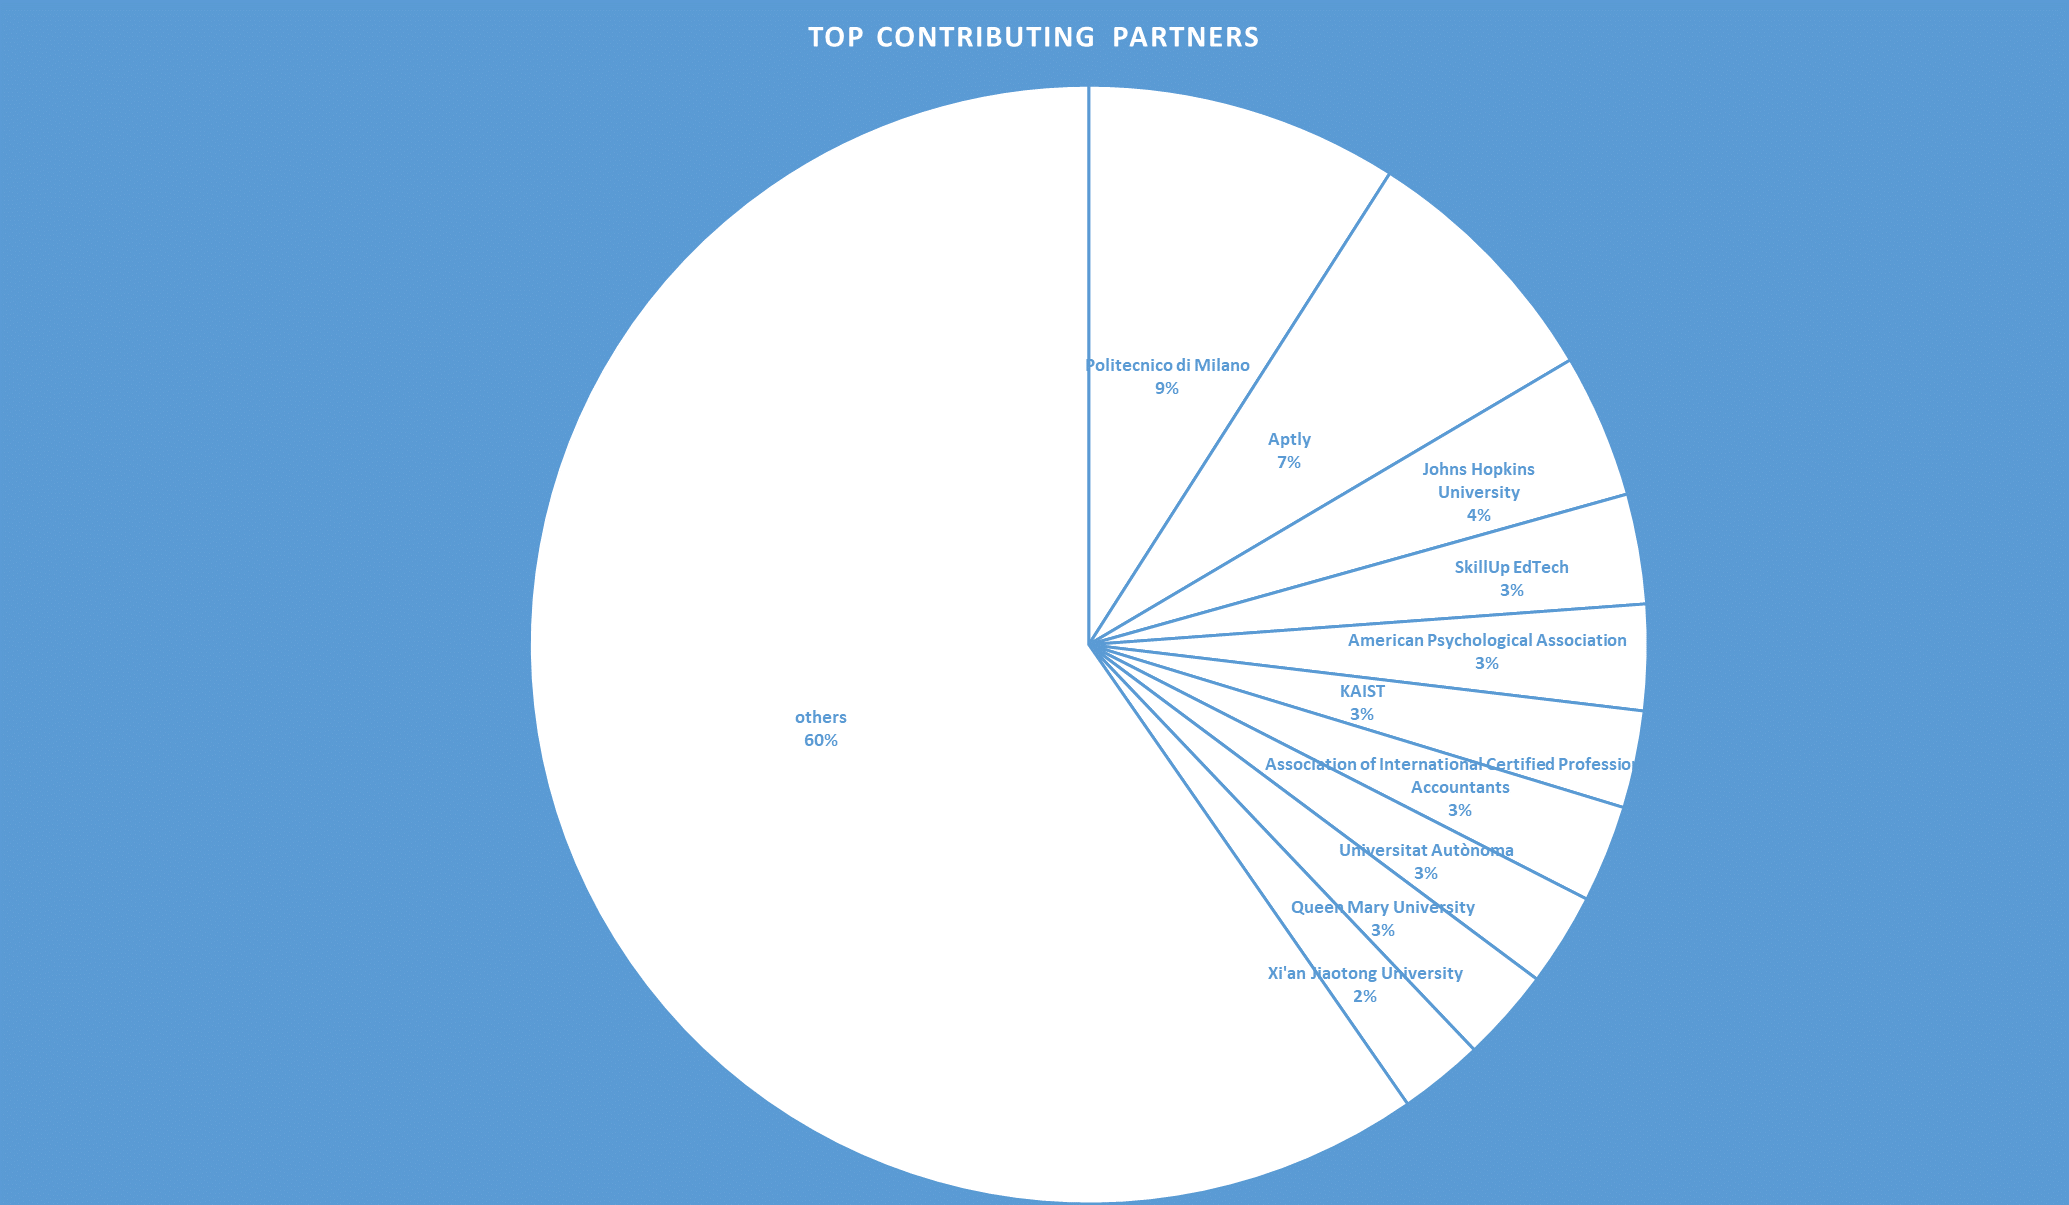 TOP CONTRIBUTING PARTNERS
Politecnico di Milano
9%
Aptly
7%
Johns Hopkins
University
4%
SkillUp EdTech
3%
American Psychological Association
3%
KAIST
3%
Association of International Certified Profession
Accountants
3%
Universitat Autònoma
3%
Queen Mary University
3%
Xi'an Jiaotong University
2%
others
60%